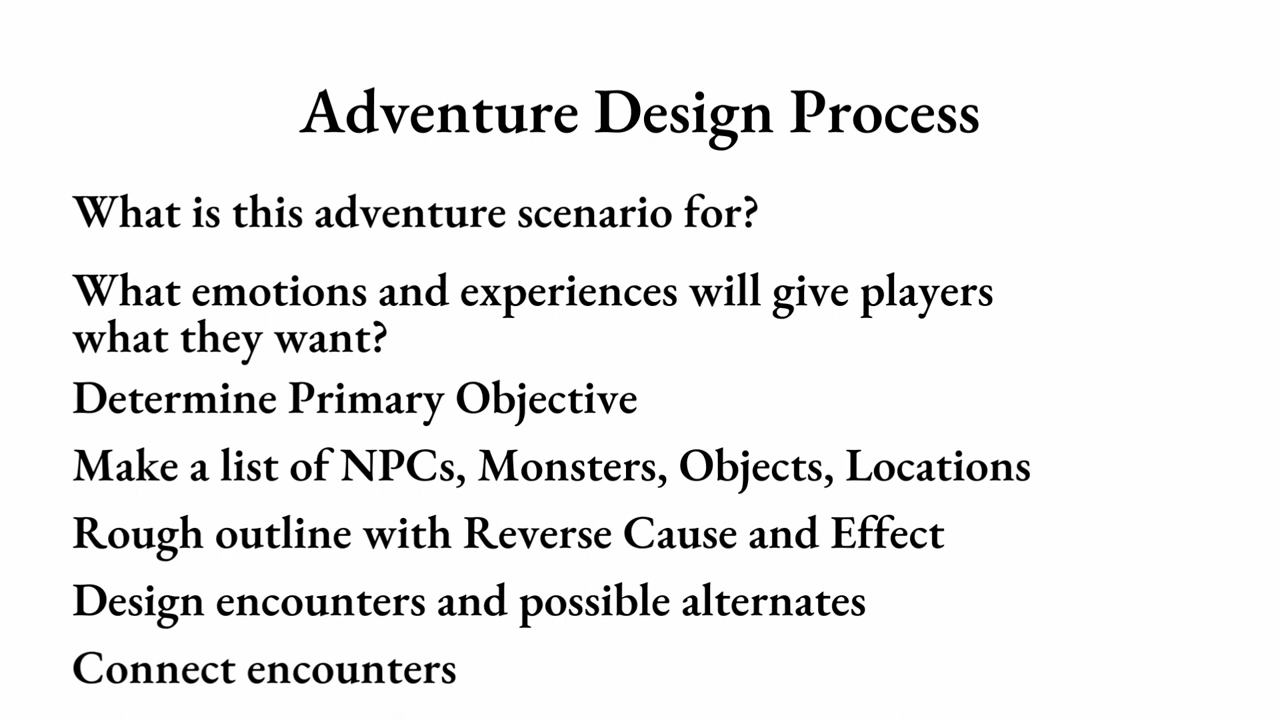 Adventure Design Process
What is this adventure scenario for?
What emotions and experiences will give players
what they want?
Determine Primary Objective
Make a list of NPCs, Monsters, Objects, Locations
Rough outline with Reverse Cause and Effect
Design encounters and possible alternates
Connect encounters